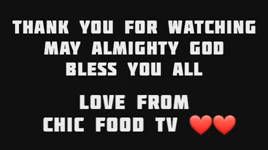 THANK YOU FOR WATCHING
MAY ALMIGHTY GOD
BLESS YOU ALL
LOVE FROM
CHIC FOOD TV ❤️❤️